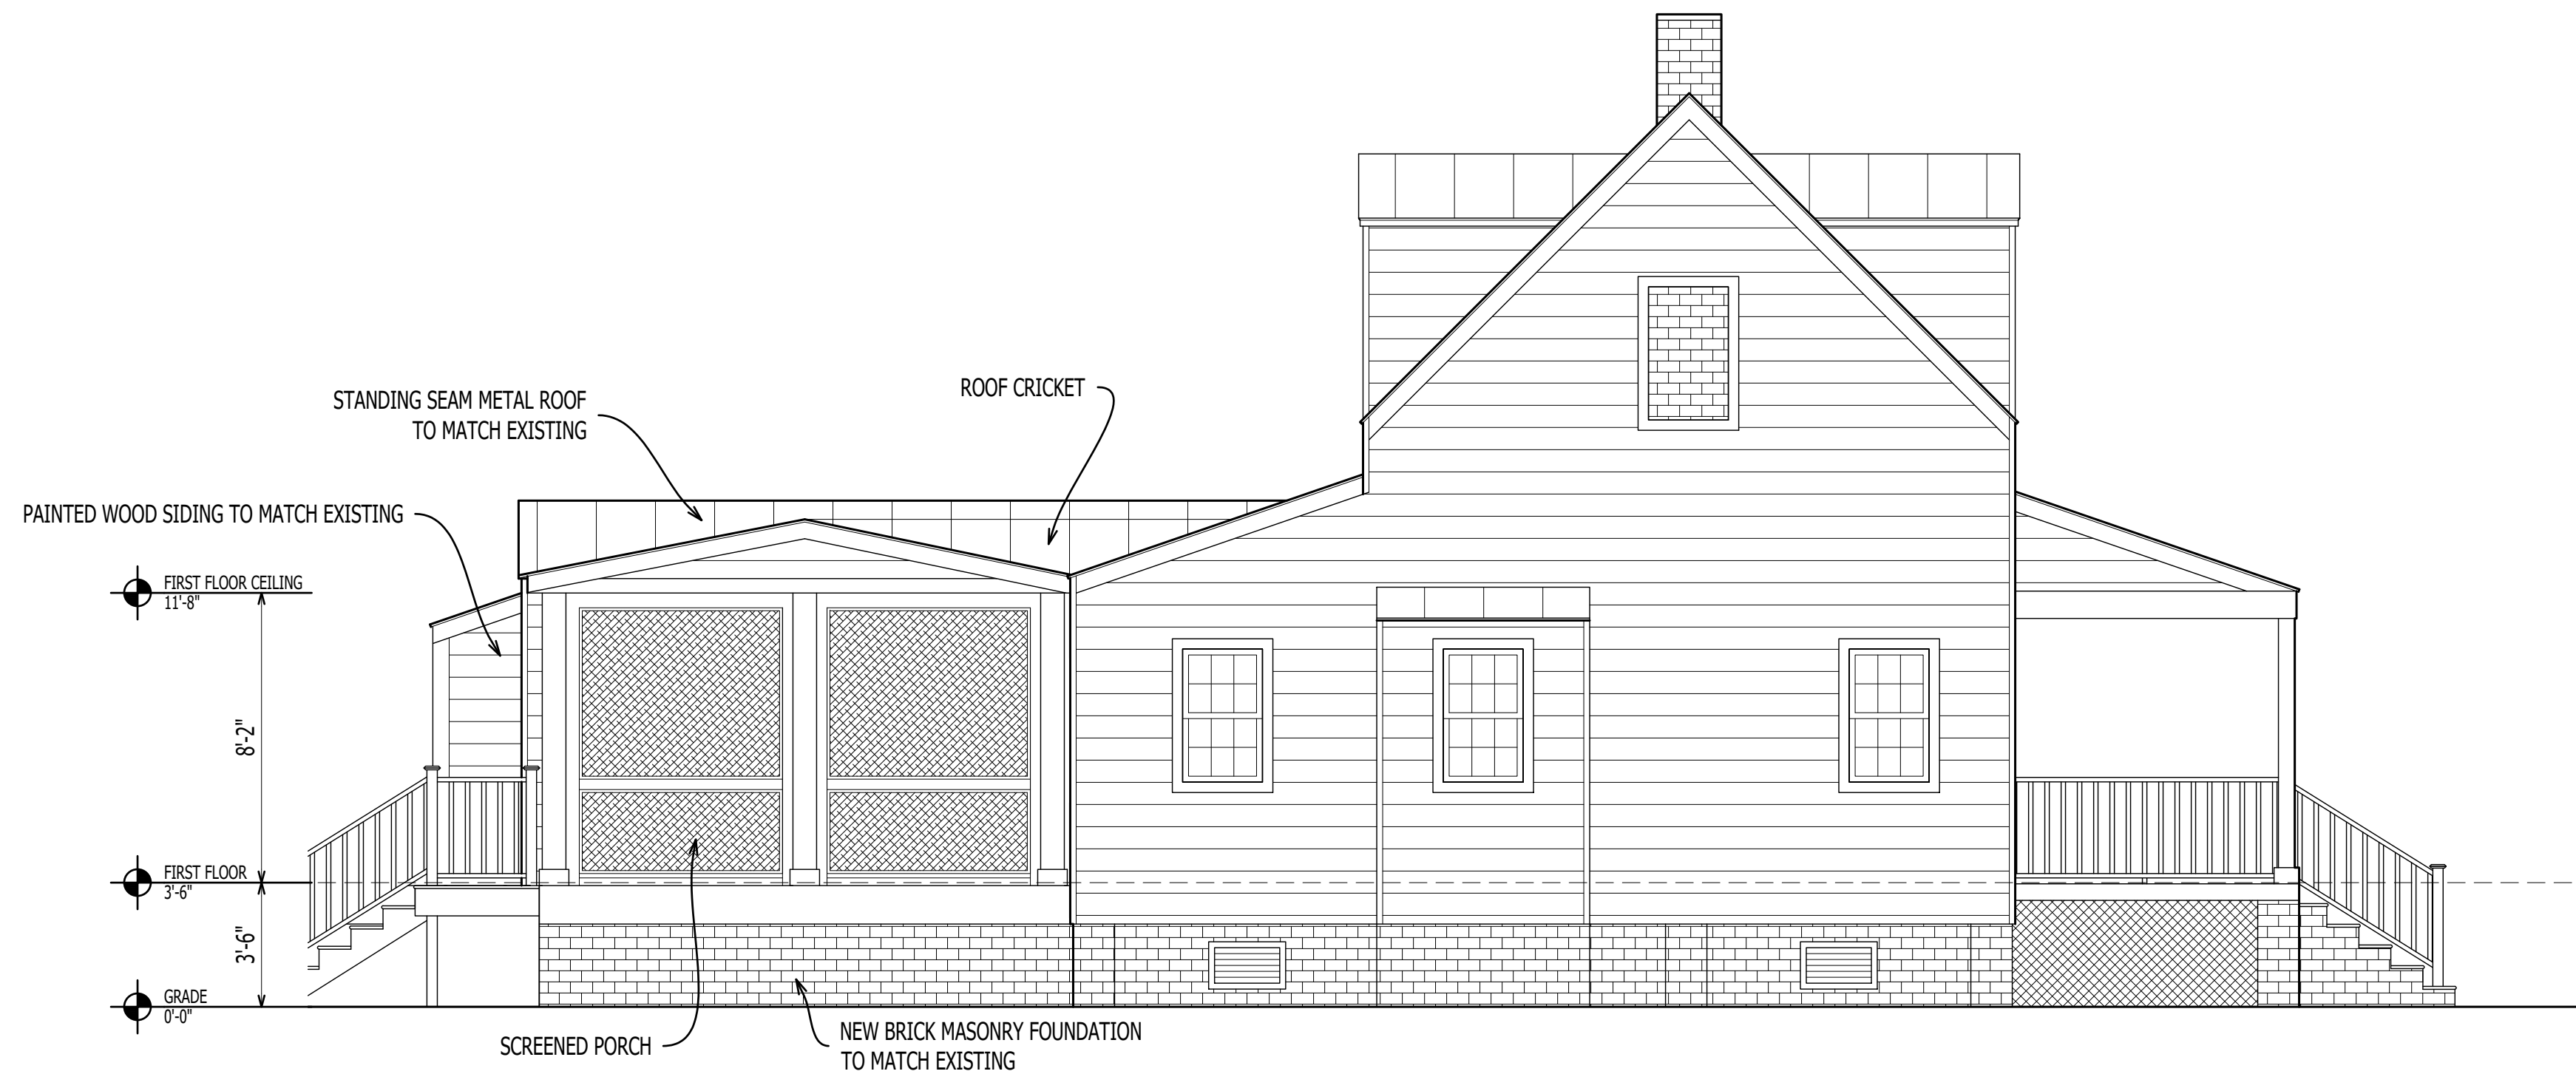 ROOF CRICKET
STANDING SEAM METAL ROOF
TO MATCH EXISTING
PAINTED WOOD SIDING TO MATCH EXISTING
FIRST FLOOR CEILING
11'-8"
8'-2"
FIRST FLOOR
3'-6"
3'-6"
GRADE
0'-0"
SCREENED PORCH
NEW BRICK MASONRY FOUNDATION
TO MATCH EXISTING